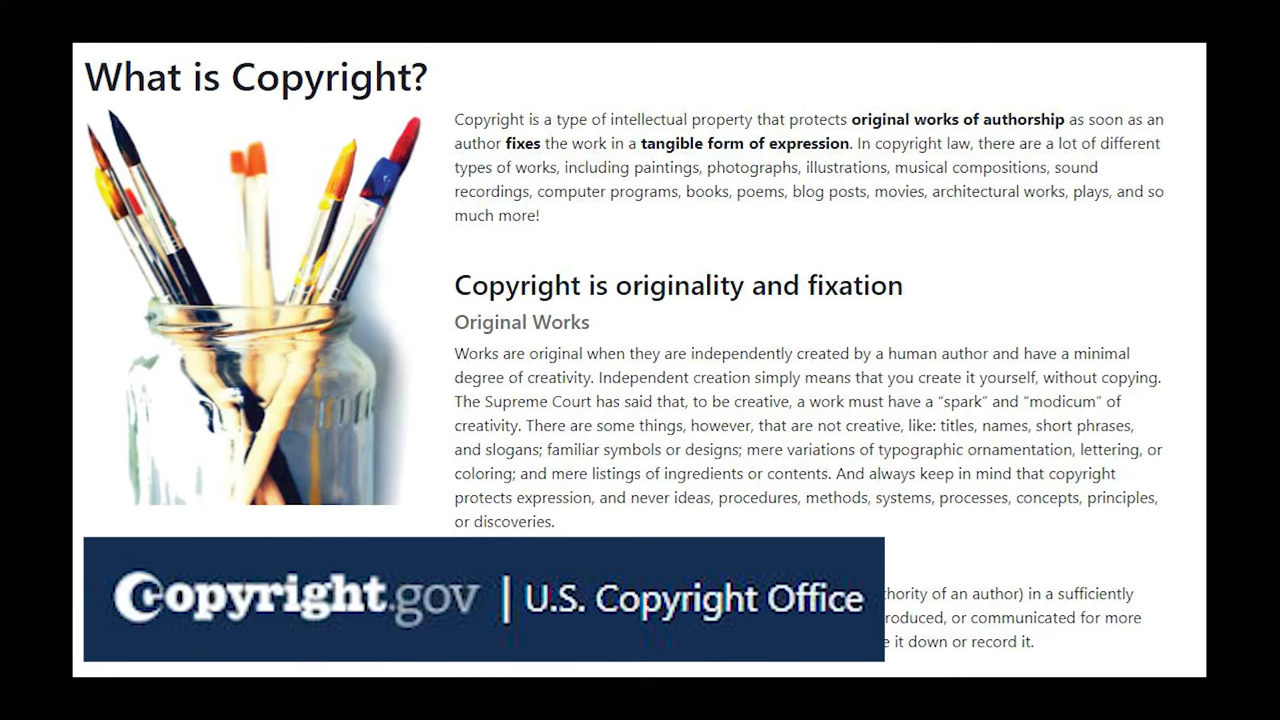 What is Copyright?
Copyright is a type of intellectual property that protects original works of authorship as soon as an
author fixes the work in a tangible form of expression. In copyright law, there are a lot of different
types of works, including paintings, photographs, illustrations, musical compositions, sound
recordings, computer programs, books, poems, blog posts, movies, architectural works, plays, and so
much more!
Copyright is originality and fixation
Original Works
Works are original when they are independently created by a human author and have a minimal
degree of creativity. Independent creation simply means that you create it yourself, without copying.
The Supreme Court has said that, to be creative, a work must have a “spark” and “modicum” of
creativity. There are some things, however, that are not creative, like: titles, names, short phrases,
and slogans; familiar symbols or designs; mere variations of typographic ornamentation, lettering, or
coloring; and mere listings of ingredients or contents. And always keep in mind that copyright
protects expression, and never ideas, procedures, methods, systems, processes, concepts, principles,
or discoveries.
of an author) in a sufficiently
or communicated for more
it down or record it.
Copyright.gov | U.S. Copyright Office